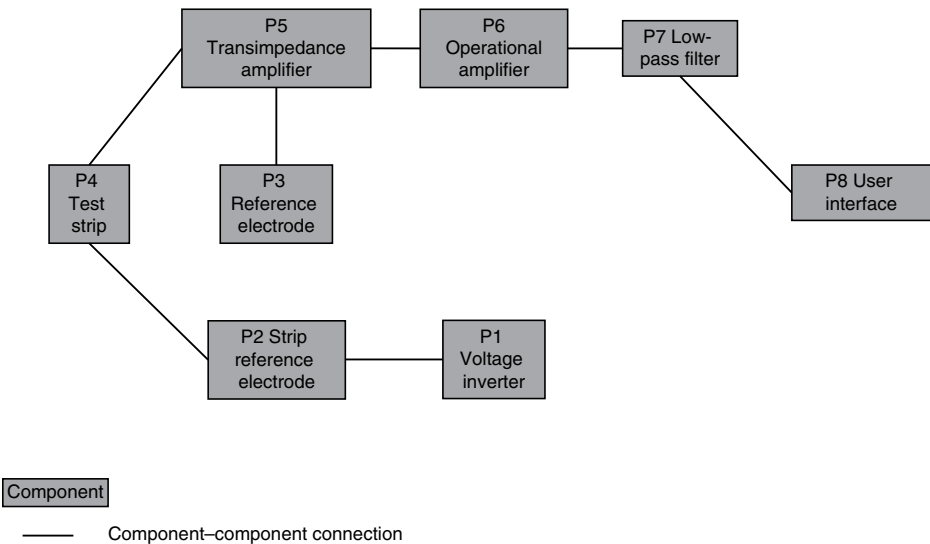 P5
Transimpedance
amplifier
P6
Operational
amplifier
P7 Low-
pass filter
P4
Test
strip
P3
Reference
electrode
P8 User
interface
P2 Strip
reference
electrode
P1
Voltage
inverter
Component
Component–component connection